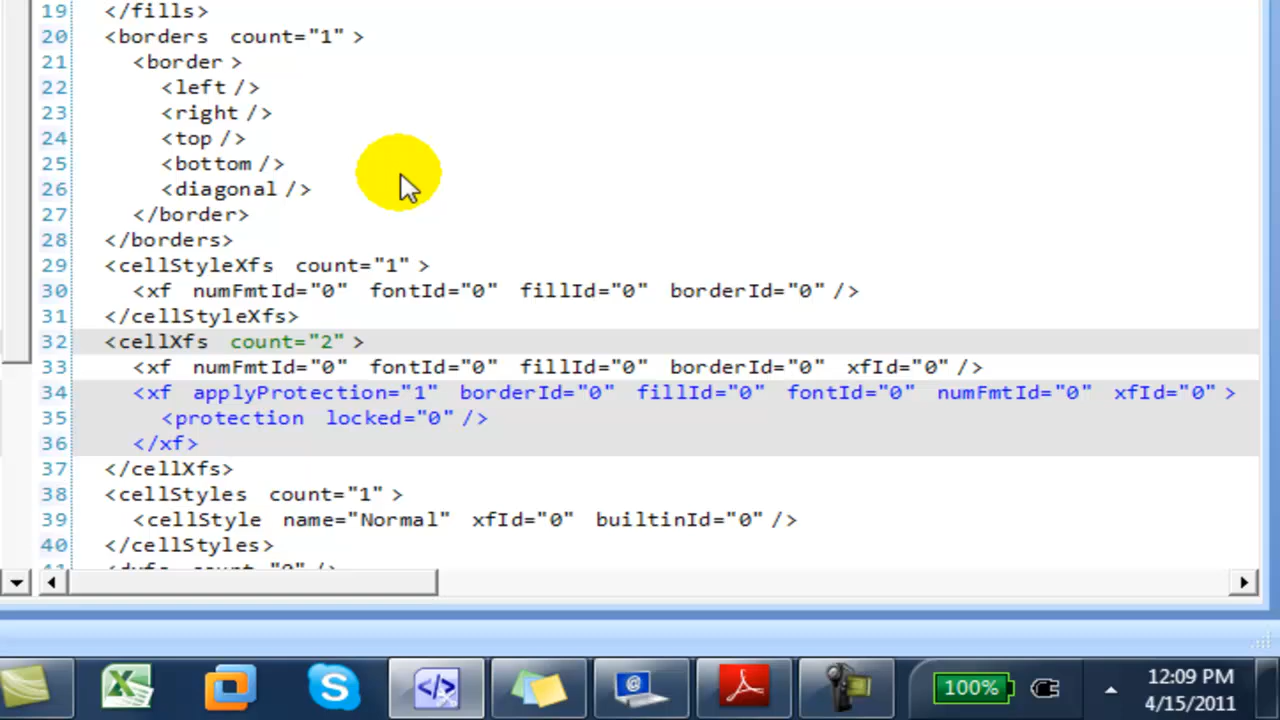 19 </fills>
20 <borders count="1" >
21 <border >
22 <left />
23 <right />
24 <top />
25 <bottom />
26 <diagonal />
27 </border>
28 </borders>
29 <cellStyleXfs count="1" >
30 <xf numFmtId="0" fontId="0" fillId="0" borderId="0" />
31 </cellStyleXfs>
32 <cellXfs count="2" >
33 <xf numFmtId="0" fontId="0" fillId="0" borderId="0" xfId="0" />
34 <xf applyProtection="1" borderId="0" fillId="0" fontId="0" numFmtId="0" xfId="0" >
35 <protection locked="0" />
36 </xf>
37 </cellXfs>
38 <cellStyles count="1" >
39 <cellStyle name="Normal" xfId="0" builtinId="0" />
40 </cellStyles>
100%
12:09 PM
4/15/2011